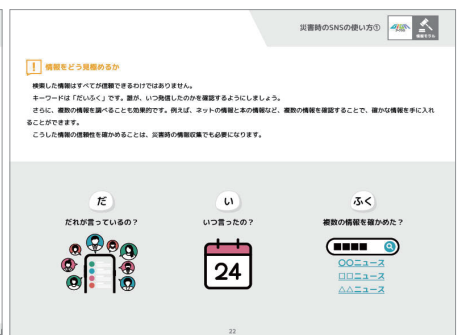 災害時のSNSの使い方①
情報をどう見極めるか
検索した情報はすべてが信頼できるわけではありません。
キーワードは「だいふく」です。誰が、いつ発信したのかを確認するようにしましょう。
さらに、複数の情報を調べることも効果的です。例えば、ネットの情報と本の情報など、複数の情報を確認することで、確かな情報を手に入れ
ることができます。
こうした情報の信頼性を確かめることは、災害時の情報収集でも必要になります。
だ
い
ふく
だれが言っているの？
いつ言ったの？
複数の情報を確かめた？
24
〇〇ニュース
□□ニュース
△△ニュース
22